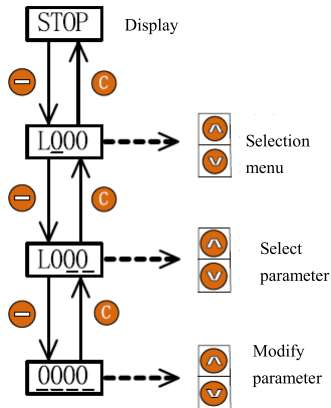 STOP Display
C
L000
Selection
menu
C
L000
Select
parameter
C
0000
Modify
parameter